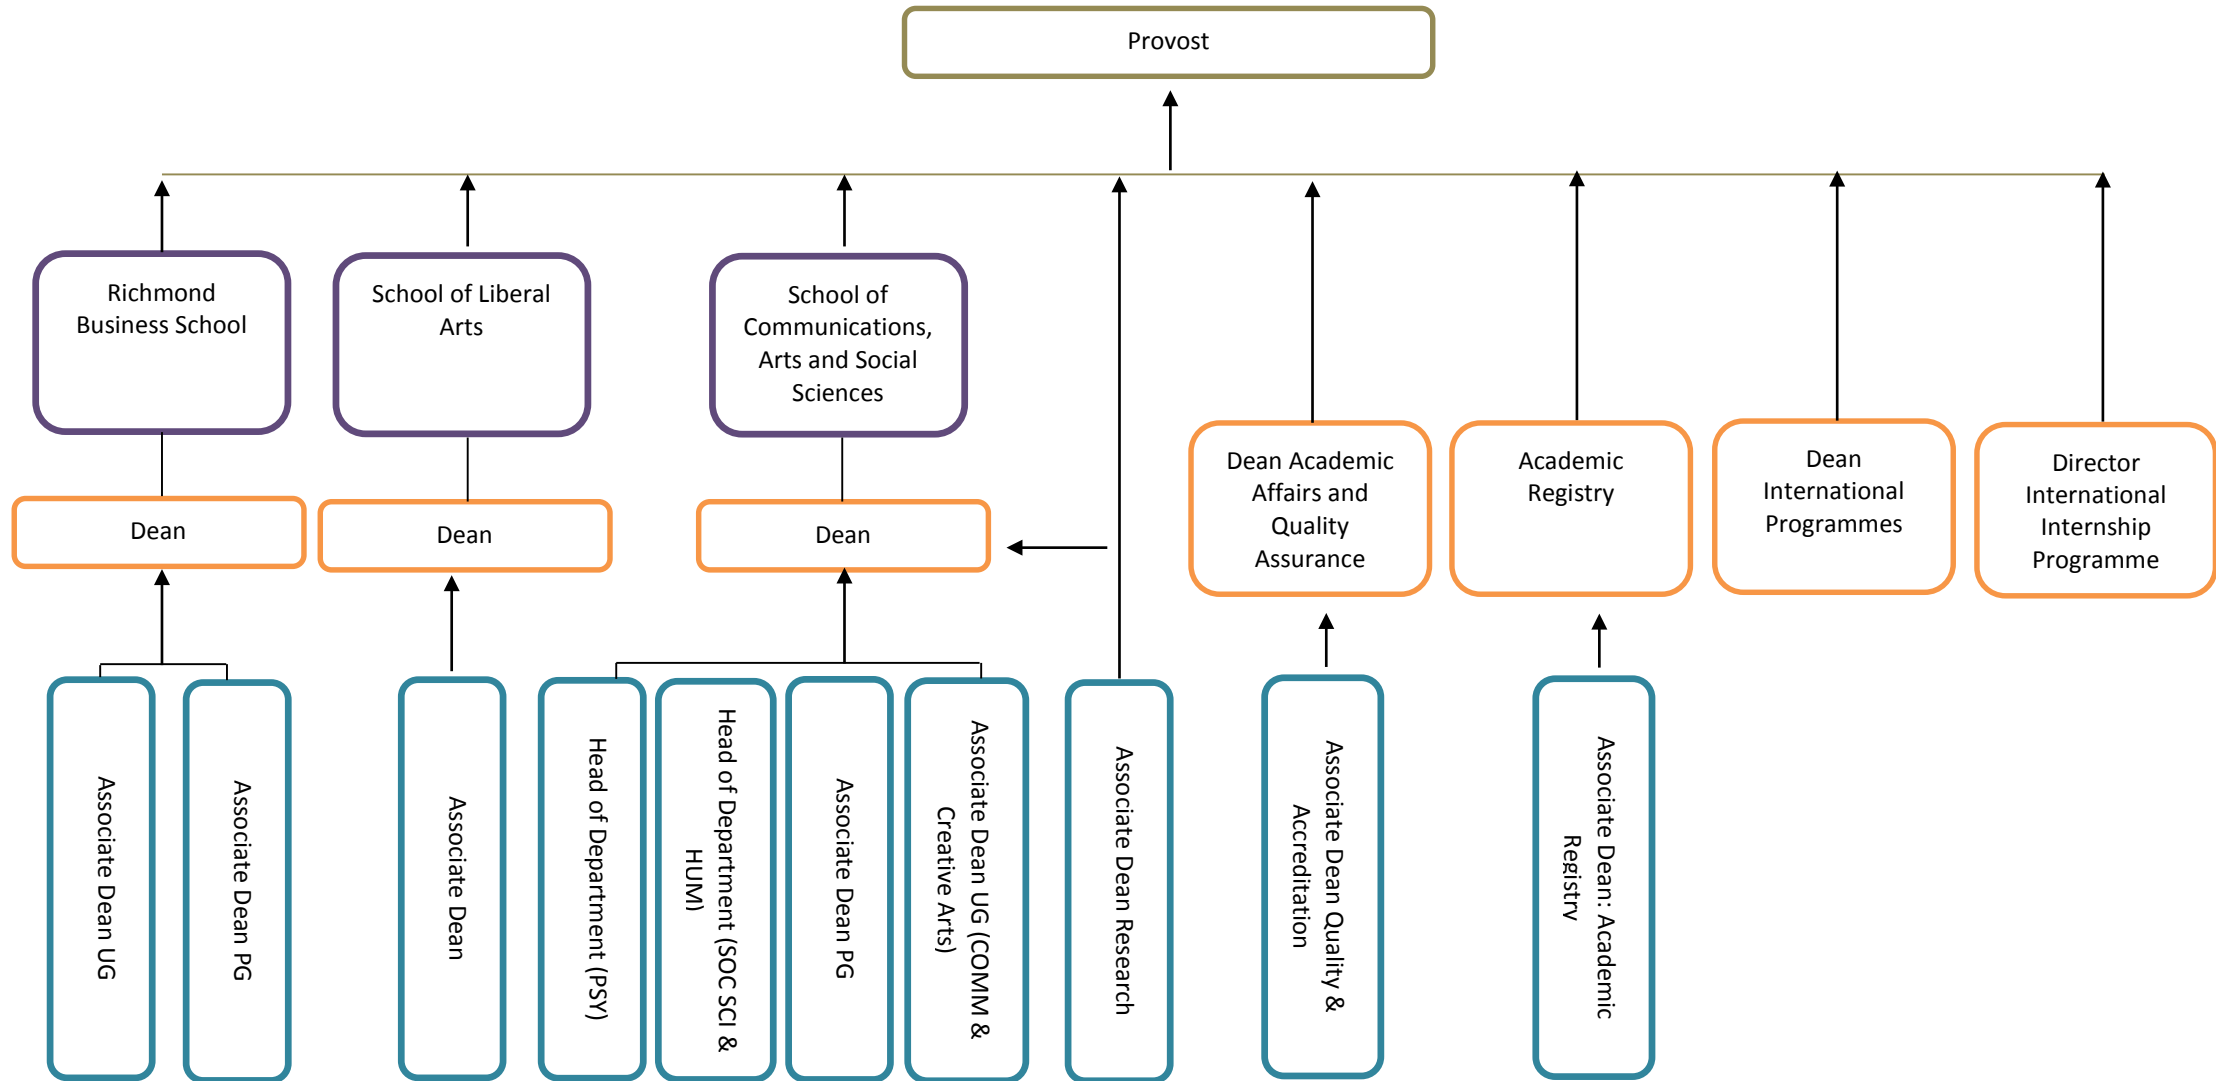 Provost
Richmond
Business School
School of Liberal
Arts
School of
Communications,
Arts and Social
Sciences
Dean Academic
Affairs and
Quality
Assurance
Academic
Registry
Dean
International
Programmes
Director
International
Internship
Programme
Dean
Dean
Dean
Associate Dean UG
Associate Dean PG
Associate Dean
Head of Department (PSY)
Head of Department (SOC SCI &
HUM)
Associate Dean PG
Associate Dean UG (COMM &
Creative Arts)
Associate Dean Research
Associate Dean Quality &
Accreditation
Associate Dean: Academic
Registry